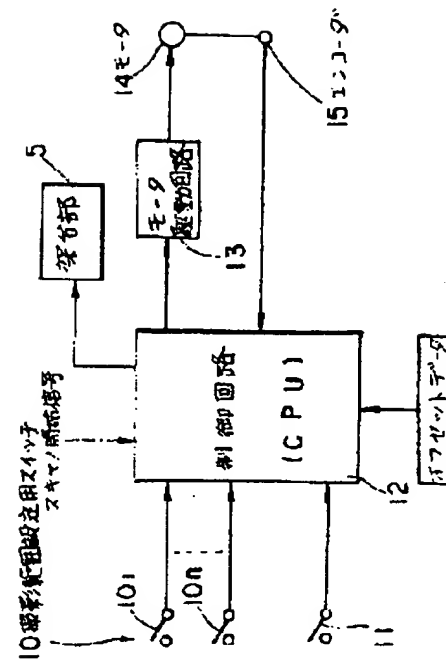 10撮影範囲設定用スイッチ
スキャン開始信号
101
10n
11
制御回路
(CPU)
12
架台部
5
モータ
駆動回路
13
14モータ
15エンコーダ
オフセットデータ